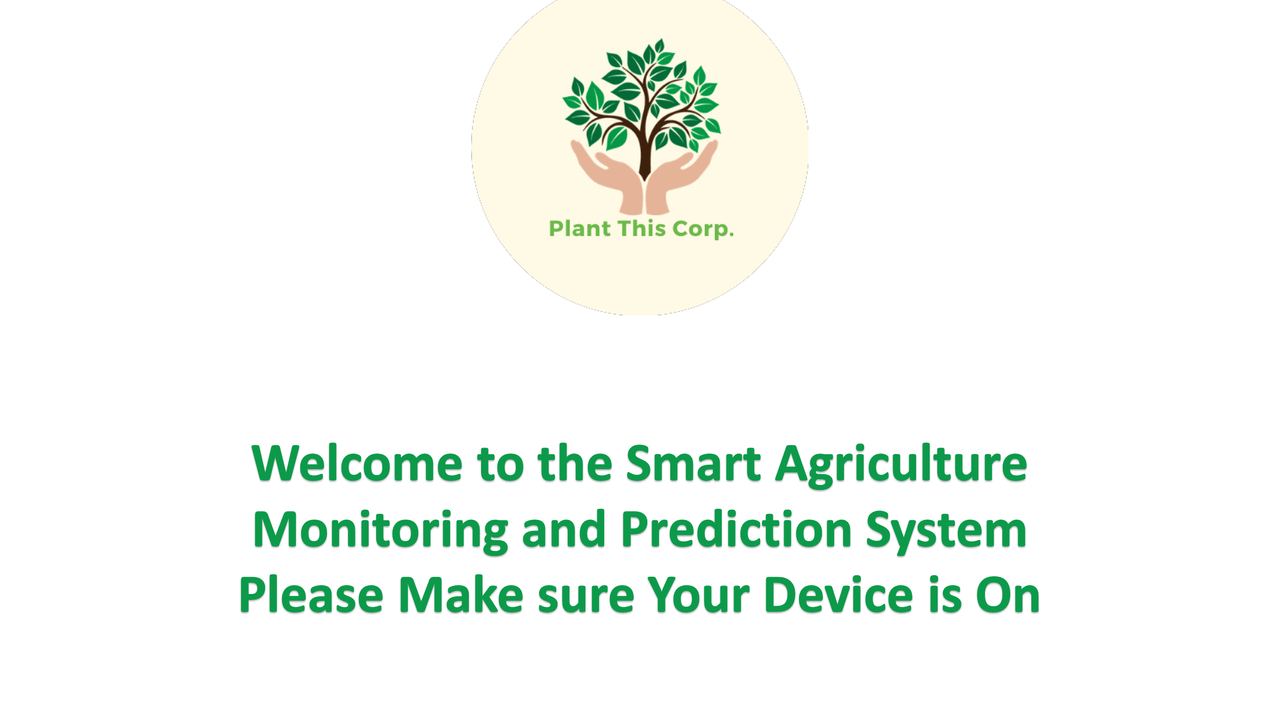 Plant This Corp.
Welcome to the Smart Agriculture
Monitoring and Prediction System
Please Make sure Your Device is On